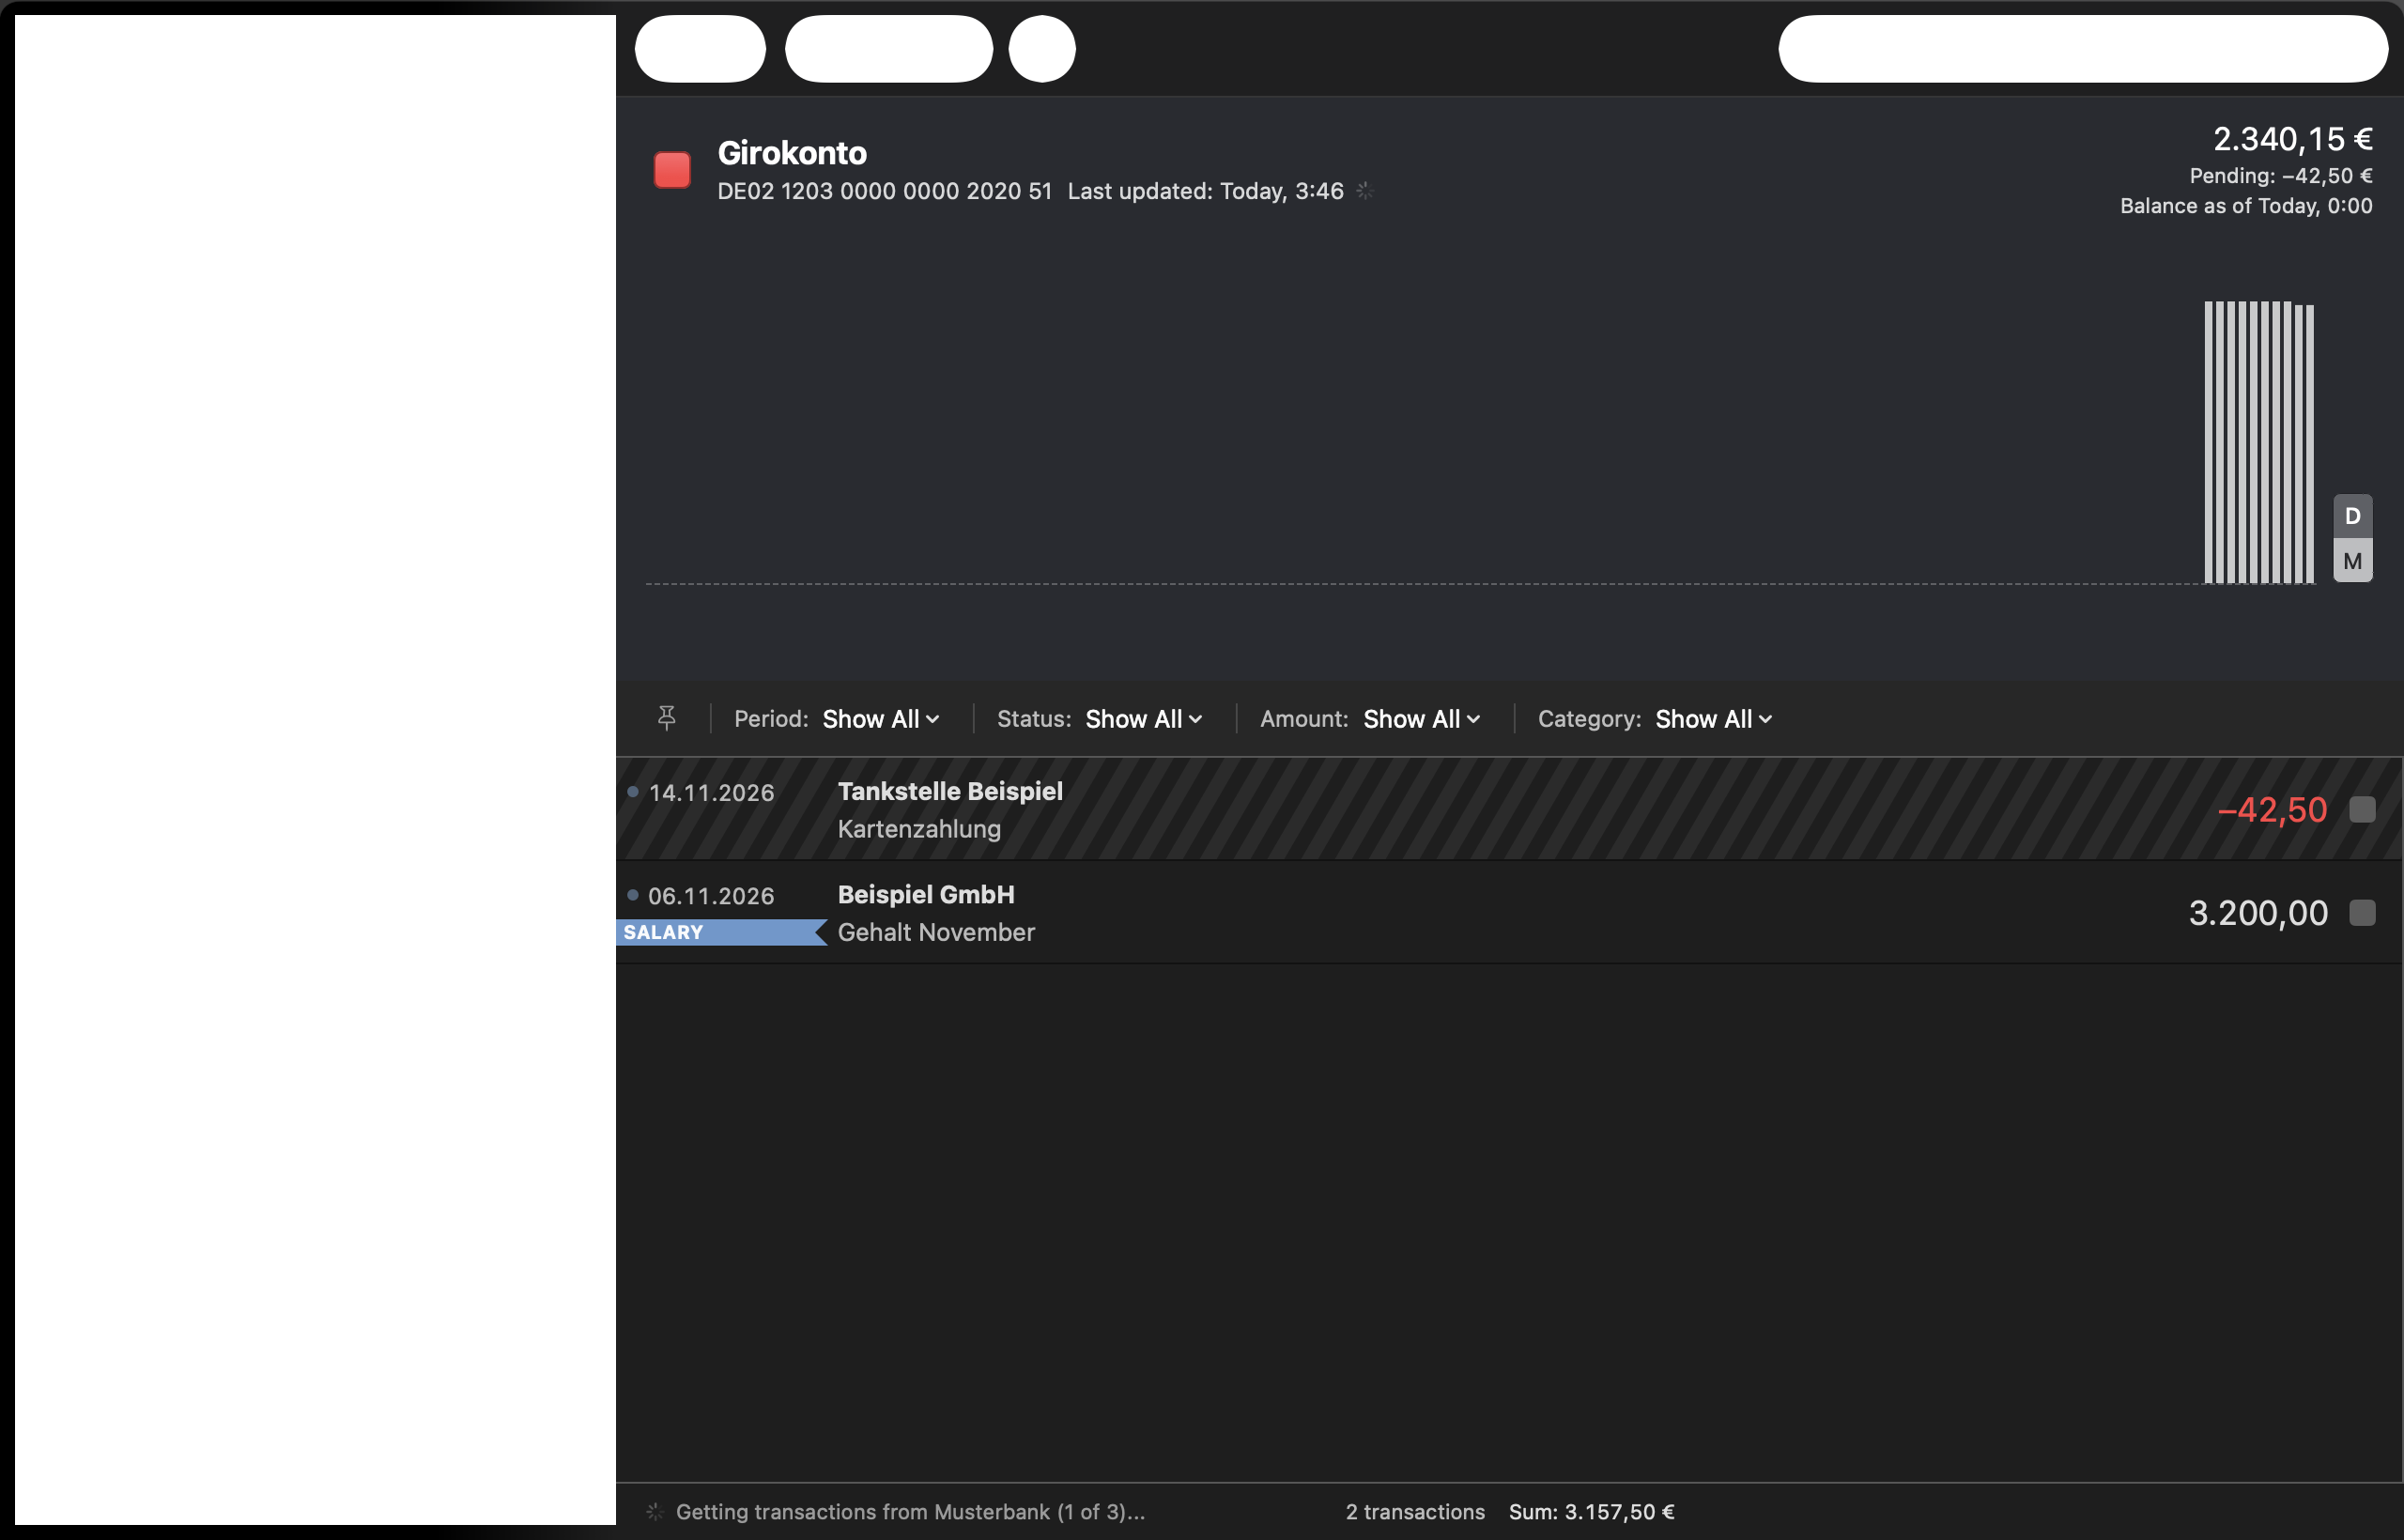 Girokonto
DE02 1203 0000 0000 2020 51 Last updated: Today, 3:46
2.340,15 €
Pending: −42,50 €
Balance as of Today, 0:00
D
M
Period: Show All Status: Show All Amount: Show All Category: Show All
14.11.2026 Tankstelle Beispiel
Kartenzahlung
−42,50
06.11.2026 Beispiel GmbH
SALARY Gehalt November
3.200,00
Getting transactions from Musterbank (1 of 3)... 2 transactions Sum: 3.157,50 €